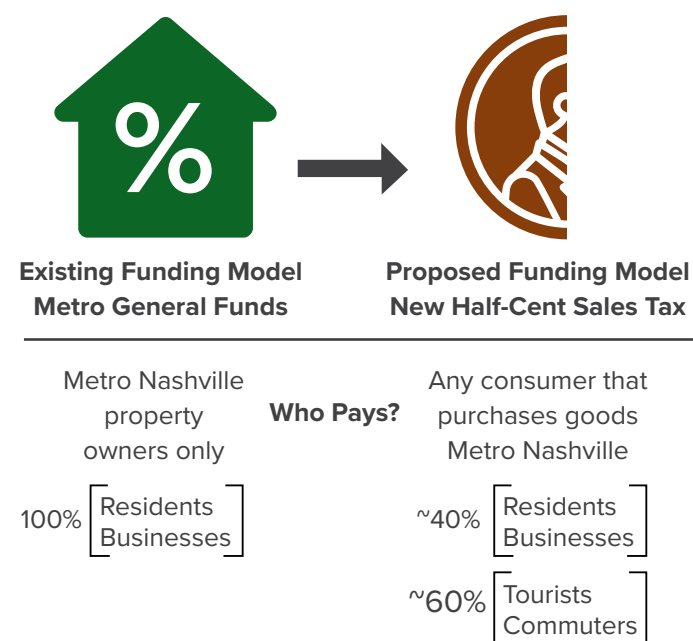 %
Existing Funding Model
Metro General Funds
Proposed Funding Model
New Half-Cent Sales Tax
Who Pays?
Metro Nashville
property
owners only
100%
Residents
Businesses
Any consumer that
purchases goods
Metro Nashville
~40%
Residents
Businesses
~60%
Tourists
Commuters